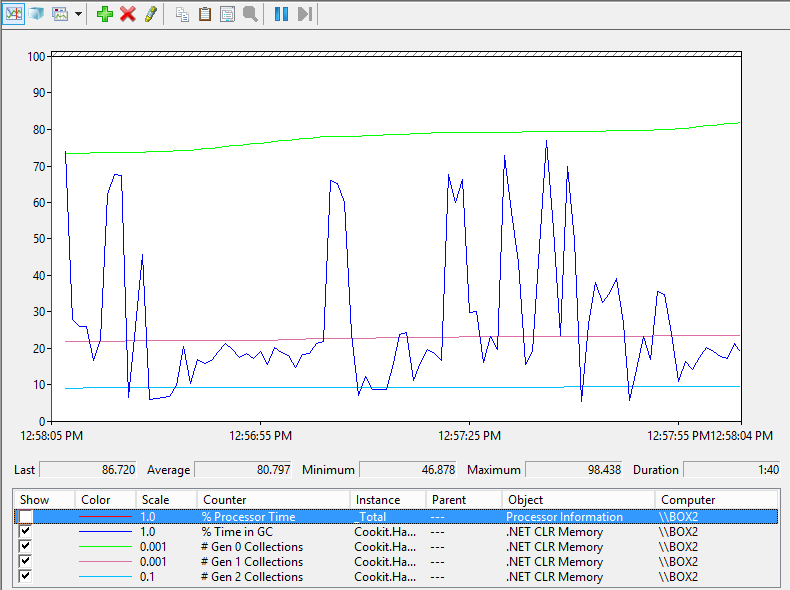 100
90
80
70
60
50
40
30
20
10
0
12:58:05 PM 12:56:55 PM 12:57:25 PM 12:57:55 PM 12:58:04 PM
Last 86.720 Average 80.797 Minimum 46.878 Maximum 98.438 Duration 1:40
Show Color Scale Counter Instance Parent Object Computer
1.0 % Processor Time _Total --- Processor Information \\BOX2
1.0 % Time in GC Cookit.Ha... --- .NET CLR Memory \\BOX2
0.001 # Gen 0 Collections Cookit.Ha... --- .NET CLR Memory \\BOX2
0.001 # Gen 1 Collections Cookit.Ha... --- .NET CLR Memory \\BOX2
0.1 # Gen 2 Collections Cookit.Ha... --- .NET CLR Memory \\BOX2